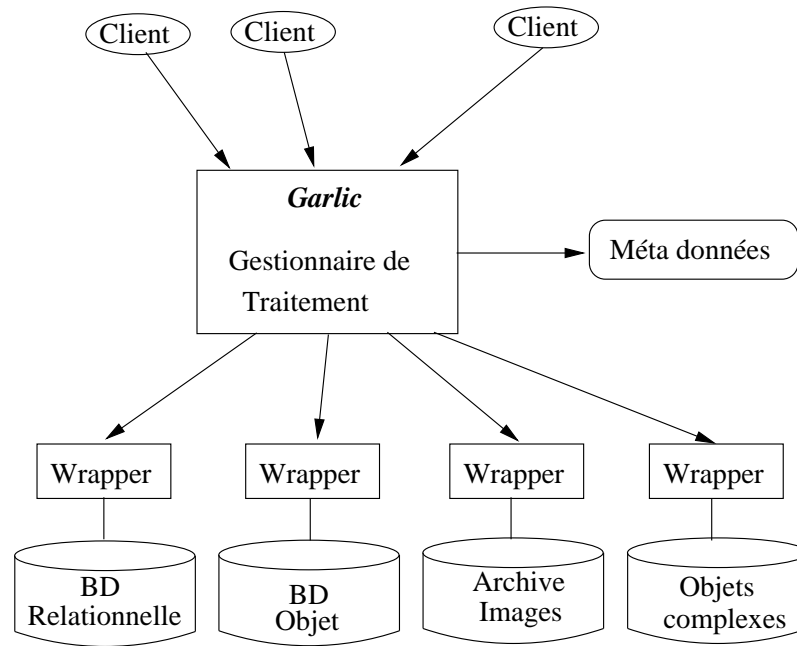 Client
Client
Client
Garlic
Gestionnaire de
Traitement
Méta données
Wrapper
Wrapper
Wrapper
Wrapper
BD
Relationnelle
BD
Objet
Archive
Images
Objets
complexes